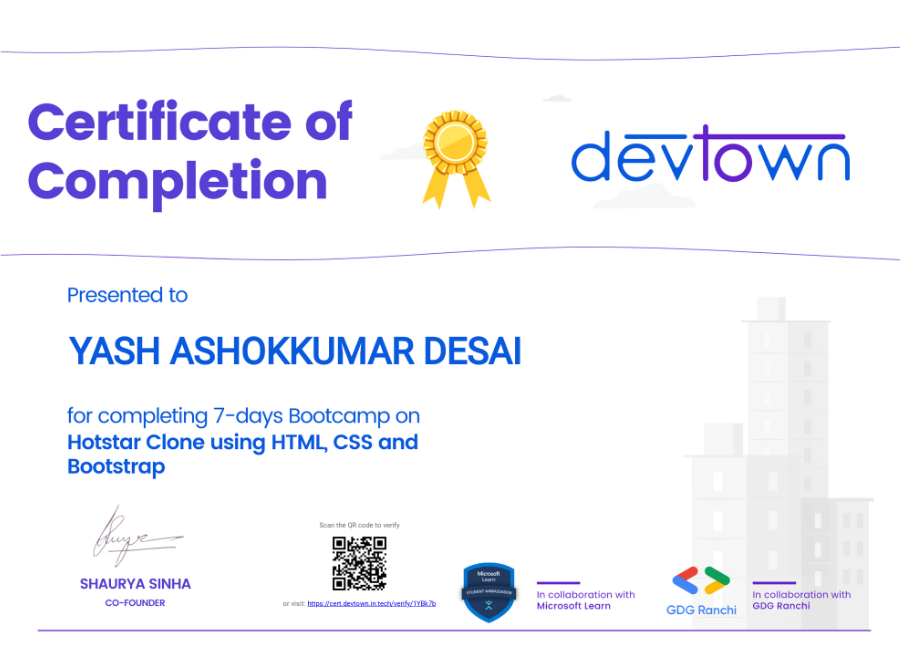 Certificate of
Completion
devtown
Presented to
YASH ASHOKKUMAR DESAI
for completing 7-days Bootcamp on
Hotstar Clone using HTML, CSS and
Bootstrap
SHAURYA SINHA
CO-FOUNDER
Scan the QR code to verify
or visit: https://cert.devtown.in.tech/verify/1YBk7b
Microsoft
Learn
STUDENT AMBASSADOR
In collaboration with
Microsoft Learn
GDG Ranchi
In collaboration with
GDG Ranchi